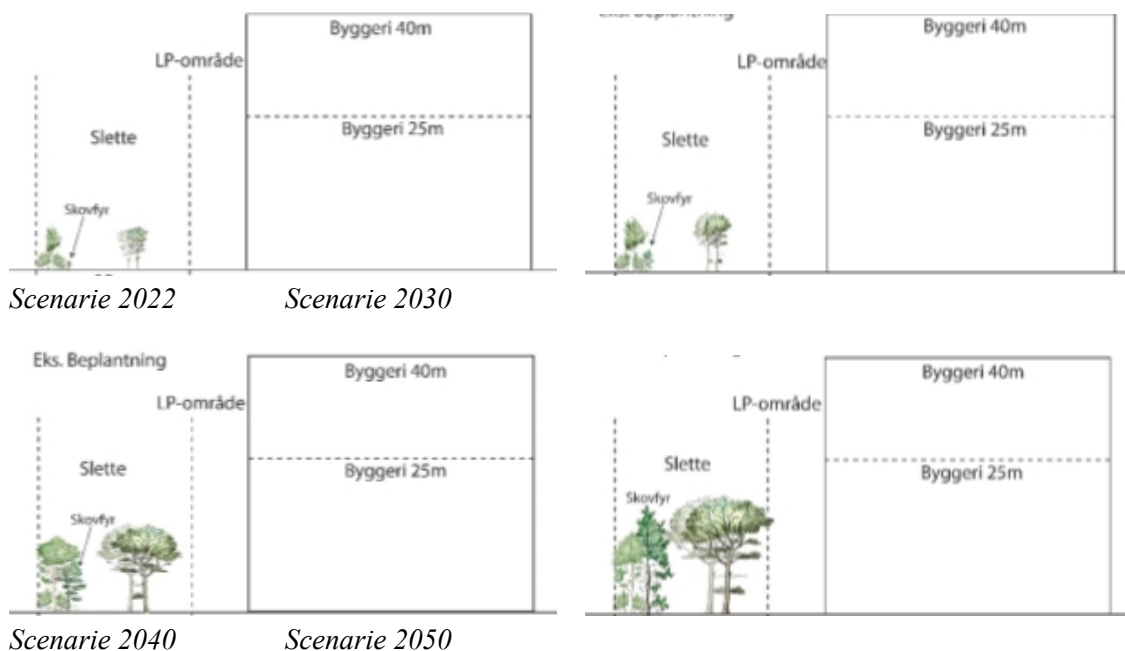 Byggeri 40m
LP-område
Byggeri 25m
Slette
Skovfyr
Eks. Beplantning
Byggeri 40m
LP-område
Byggeri 25m
Slette
Skovfyr
Scenarie 2022 Scenarie 2030
Eks. Beplantning
Byggeri 40m
LP-område
Slette
Byggeri 25m
Skovfyr
Byggeri 40m
LP-område
Slette
Byggeri 25m
Skovfyr
Scenarie 2040 Scenarie 2050